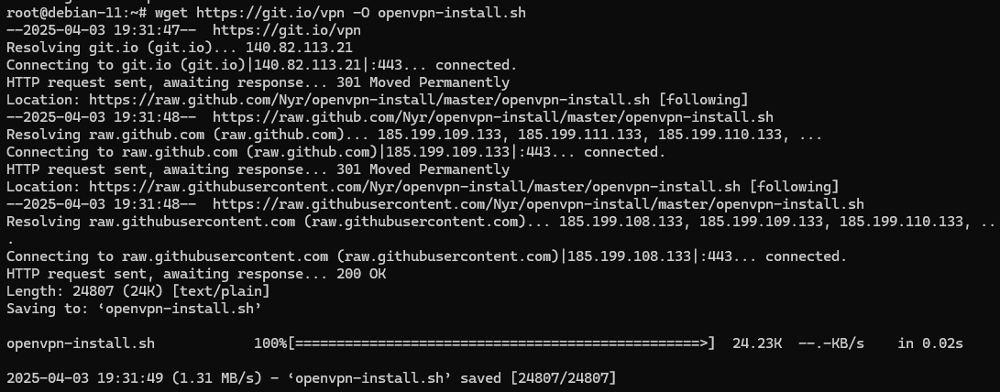 root@debian-11:~# wget https://git.io/vpn -O openvpn-install.sh
--2025-04-03 19:31:47--  https://git.io/vpn
Resolving git.io (git.io)... 140.82.113.21
Connecting to git.io (git.io)|140.82.113.21|:443... connected.
HTTP request sent, awaiting response... 301 Moved Permanently
Location: https://raw.github.com/Nyr/openvpn-install/master/openvpn-install.sh [following]
--2025-04-03 19:31:48--  https://raw.github.com/Nyr/openvpn-install/master/openvpn-install.sh
Resolving raw.github.com (raw.github.com)... 185.199.109.133, 185.199.111.133, 185.199.110.133, ...
Connecting to raw.github.com (raw.github.com)|185.199.109.133|:443... connected.
HTTP request sent, awaiting response... 301 Moved Permanently
Location: https://raw.githubusercontent.com/Nyr/openvpn-install/master/openvpn-install.sh [following]
--2025-04-03 19:31:48--  https://raw.githubusercontent.com/Nyr/openvpn-install/master/openvpn-install.sh
Resolving raw.githubusercontent.com (raw.githubusercontent.com)... 185.199.108.133, 185.199.109.133, 185.199.110.133, ..
.
Connecting to raw.githubusercontent.com (raw.githubusercontent.com)|185.199.108.133|:443... connected.
HTTP request sent, awaiting response... 200 OK
Length: 24807 (24K) [text/plain]
Saving to: ‘openvpn-install.sh’
openvpn-install.sh            100%[=================================================>]  24.23K  --.-KB/s    in 0.02s
2025-04-03 19:31:49 (1.31 MB/s) - ‘openvpn-install.sh’ saved [24807/24807]